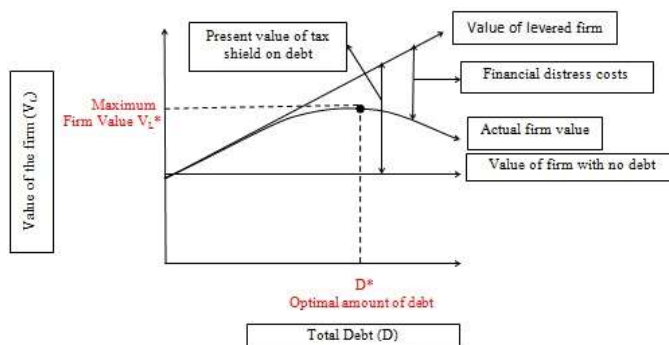 Present value of tax
shield on debt
Value of levered firm
Financial distress costs
Maximum
Firm Value VL*
Actual firm value
Value of firm with no debt
Value of the firm (VL)
D*
Optimal amount of debt
Total Debt (D)